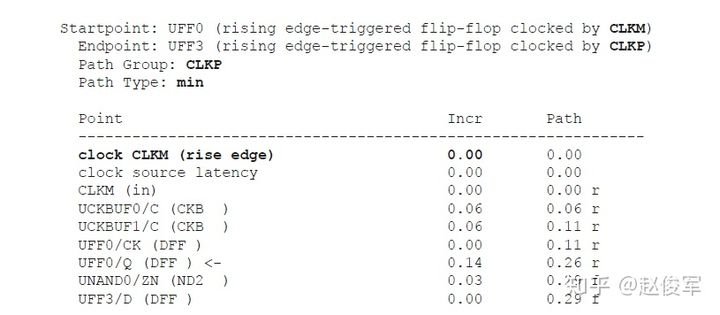 Startpoint: UFF0 (rising edge-triggered flip-flop clocked by CLKM)
Endpoint: UFF3 (rising edge-triggered flip-flop clocked by CLKP)
Path Group: CLKP
Path Type: min
Point Incr Path
---------------------------------------------------------------
clock CLKM (rise edge) 0.00 0.00
clock source latency 0.00 0.00
CLKM (in) 0.00 0.00 r
UCKBUF0/C (CKB ) 0.06 0.06 r
UCKBUF1/C (CKB ) 0.06 0.11 r
UFF0/CK (DFF ) 0.00 0.11 r
UFF0/Q (DFF ) <- 0.14 0.26 r
UNAND0/ZN (ND2 ) 0.03 0.29 f
UFF3/D (DFF ) 0.00 0.29 f
知乎 @赵俊军